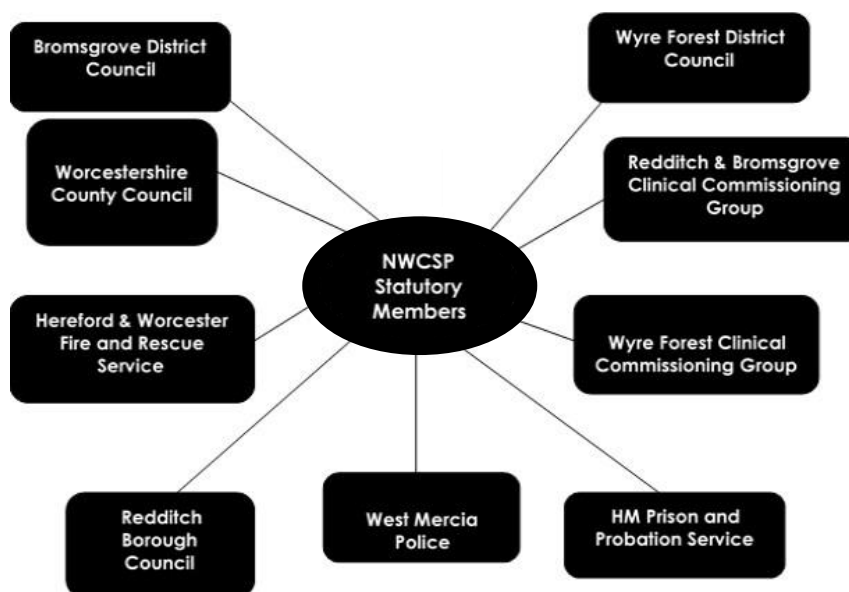 Bromsgrove District
Council
Wyre Forest District
Council
Worcestershire
County Council
Redditch & Bromsgrove
Clinical Commissioning
Group
NWCSP
Statutory
Members
Hereford & Worcester
Fire and Rescue
Service
Wyre Forest Clinical
Commissioning Group
Redditch
Borough
Council
West Mercia
Police
HM Prison and
Probation Service